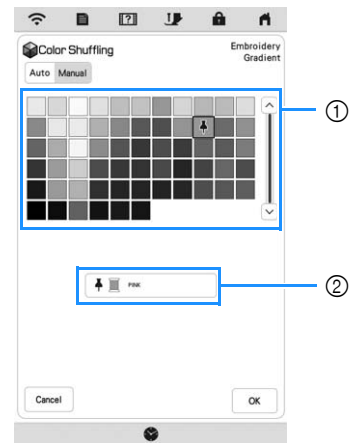 [?]
Color Shuffling
Embroidery
Gradient
Auto Manual
①
PINK
②
Cancel
OK